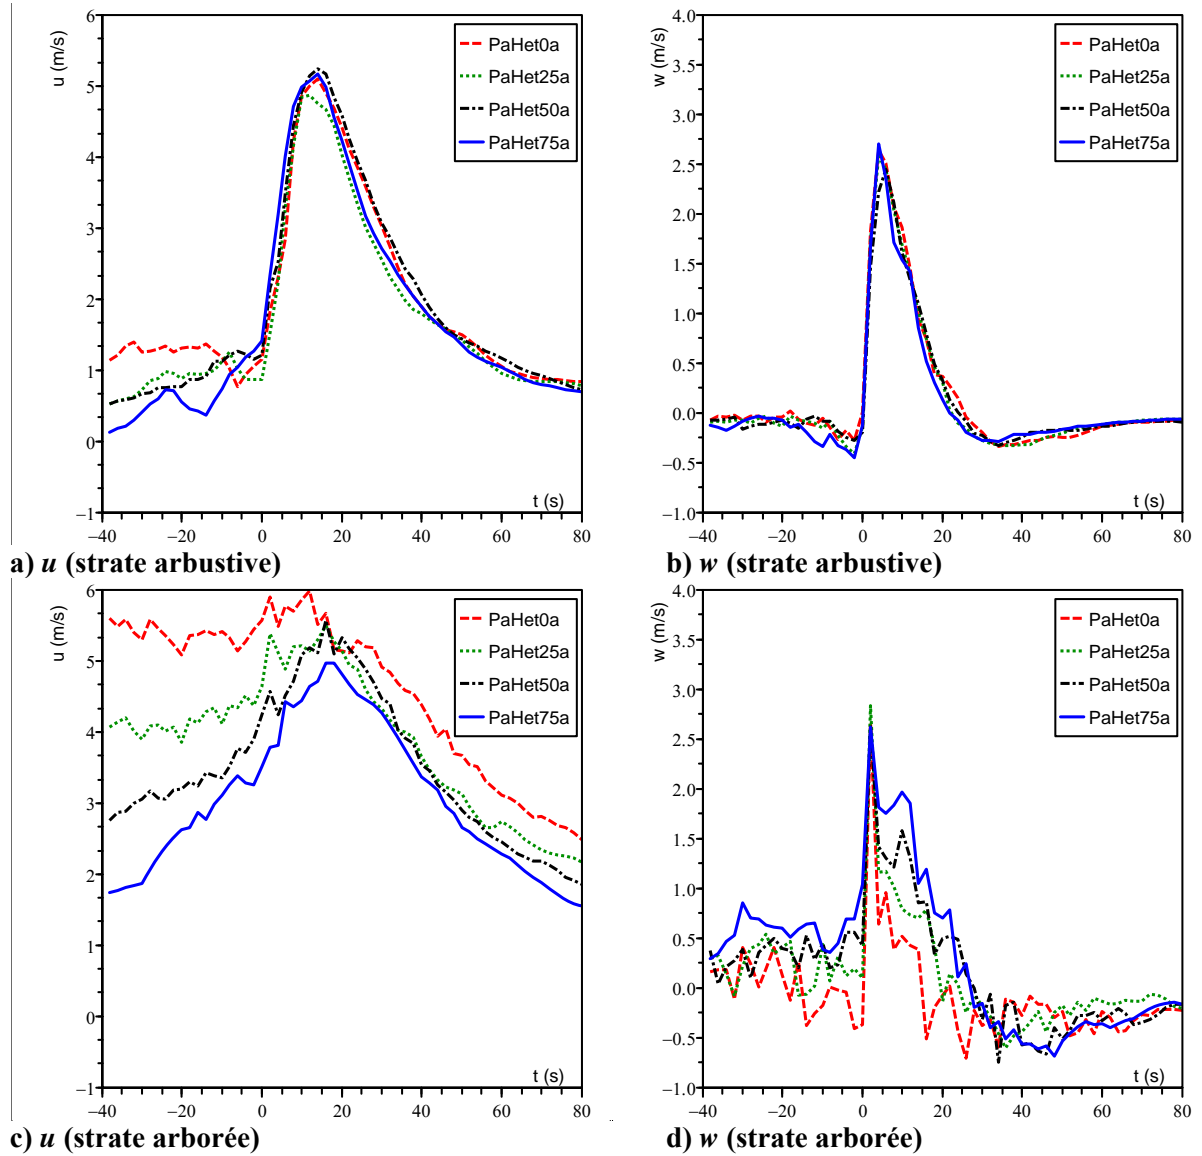 u (m/s)
6
5
4
3
2
1
0
−1
−40
−20
0
20
40
60
80
t (s)
PaHet0a
PaHet25a
PaHet50a
PaHet75a
a) u (strate arbustive)
w (m/s)
4.0
3.5
3.0
2.5
2.0
1.5
1.0
0.5
0.0
−0.5
−1.0
−40
−20
0
20
40
60
80
t (s)
PaHet0a
PaHet25a
PaHet50a
PaHet75a
b) w (strate arbustive)
u (m/s)
6
5
4
3
2
1
0
−1
−40
−20
0
20
40
60
80
t (s)
PaHet0a
PaHet25a
PaHet50a
PaHet75a
c) u (strate arborée)
w (m/s)
4.0
3.5
3.0
2.5
2.0
1.5
1.0
0.5
0.0
−0.5
−1.0
−40
−20
0
20
40
60
80
t (s)
PaHet0a
PaHet25a
PaHet50a
PaHet75a
d) w (strate arborée)